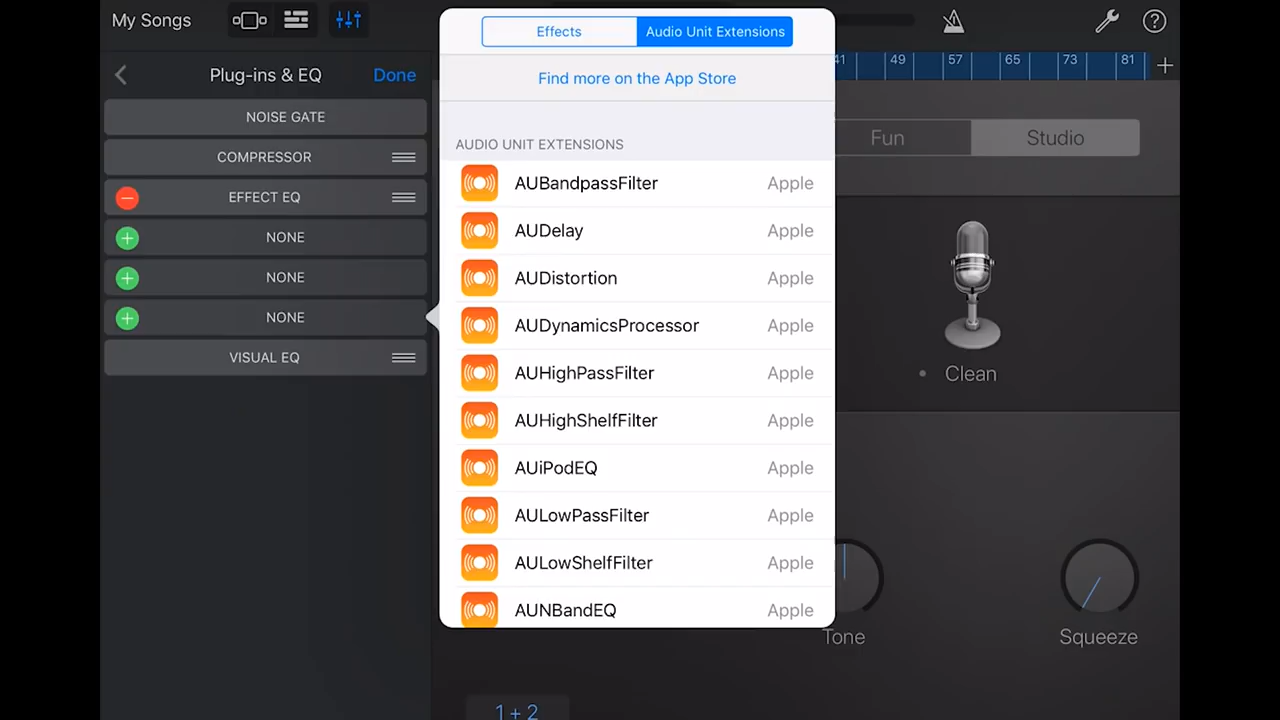 My Songs
Plug-ins & EQ
Done
NOISE GATE
COMPRESSOR
EFFECT EQ
NONE
NONE
NONE
VISUAL EQ
Effects
Audio Unit Extensions
Find more on the App Store
AUDIO UNIT EXTENSIONS
AUBandpassFilter Apple
AUDelay Apple
AUDistortion Apple
AUDynamicsProcessor Apple
AUHighPassFilter Apple
AUHighShelfFilter Apple
AUiPodEQ Apple
AULowPassFilter Apple
AULowShelfFilter Apple
AUNBandEQ Apple
41 49 57 65 73 81
Fun
Studio
Clean
Tone
Squeeze
1 + 2